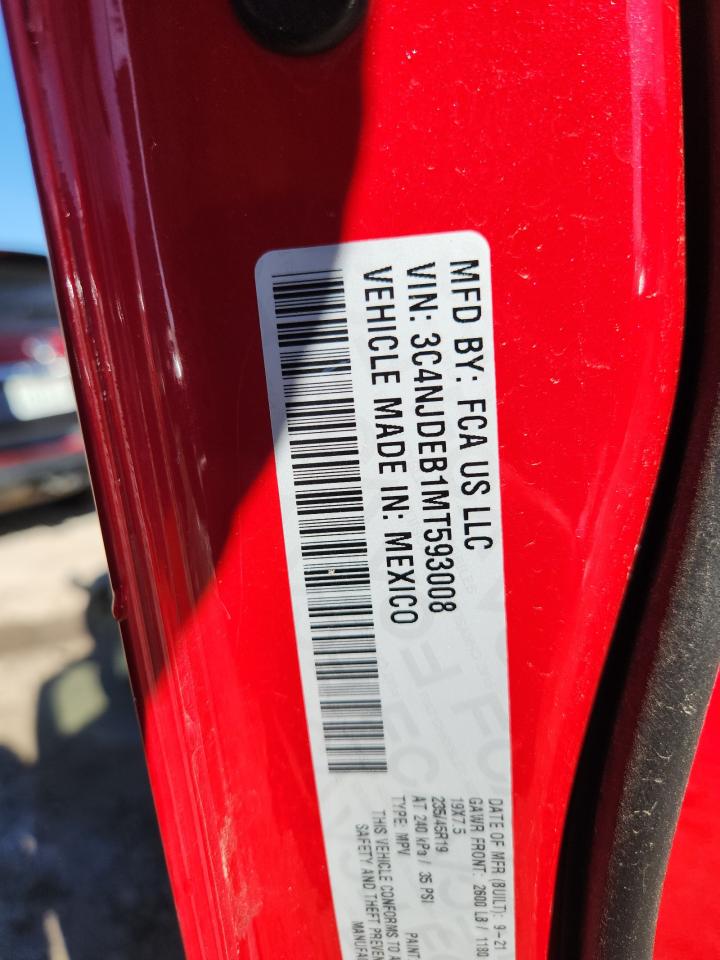 MFD BY: FCA US LLC
VIN: 3C4NJDEB1MT593008
VEHICLE MADE IN: MEXICO
DATE OF MFR (BUILT): 9-21
GAWR FRONT: 2600 LB / 1180
19X7.5
235/45R19
AT 240 kPa / 35 PSI
TYPE: MPV PAINT:
THIS VEHICLE CONFORMS TO
SAFETY AND THEFT